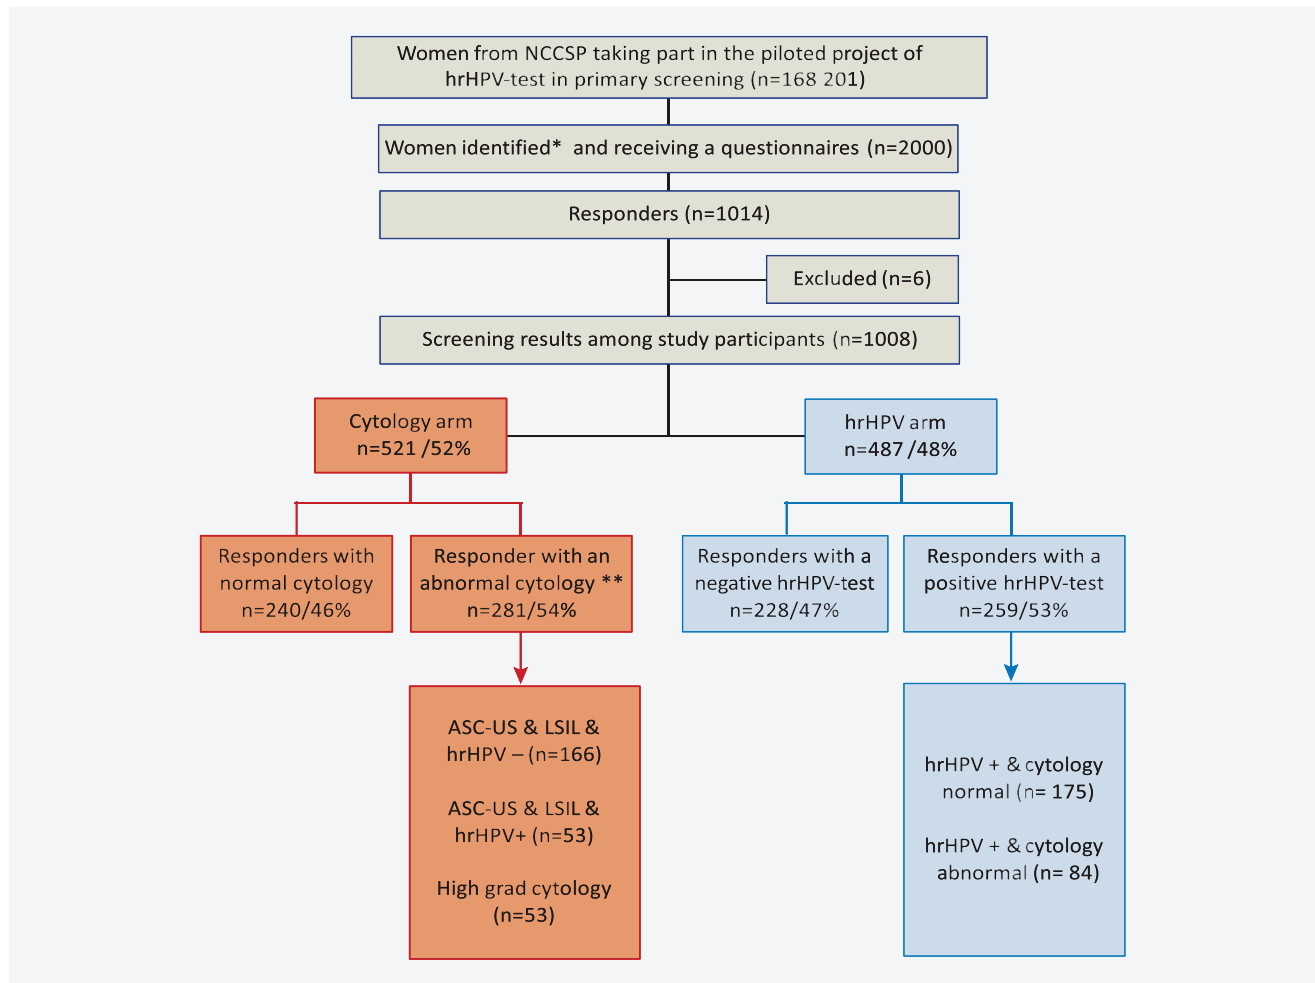 Women from NCCSP taking part in the piloted project of
hrHPV-test in primary screening (n=168 201)
Women identified* and receiving a questionnaires (n=2000)
Responders (n=1014)
Excluded (n=6)
Screening results among study participants (n=1008)
Cytology arm
n=521 /52%
hrHPV arm
n=487 /48%
Responders with
normal cytology
n=240/46%
Responder with an
abnormal cytology **
n=281/54%
Responders with a
negative hrHPV-test
n=228/47%
Responders with a
positive hrHPV-test
n=259/53%
ASC-US & LSIL &
hrHPV – (n=166)
ASC-US & LSIL &
hrHPV+ (n=53)
High grad cytology
(n=53)
hrHPV + & cytology
normal (n= 175)
hrHPV + & cytology
abnormal (n= 84)